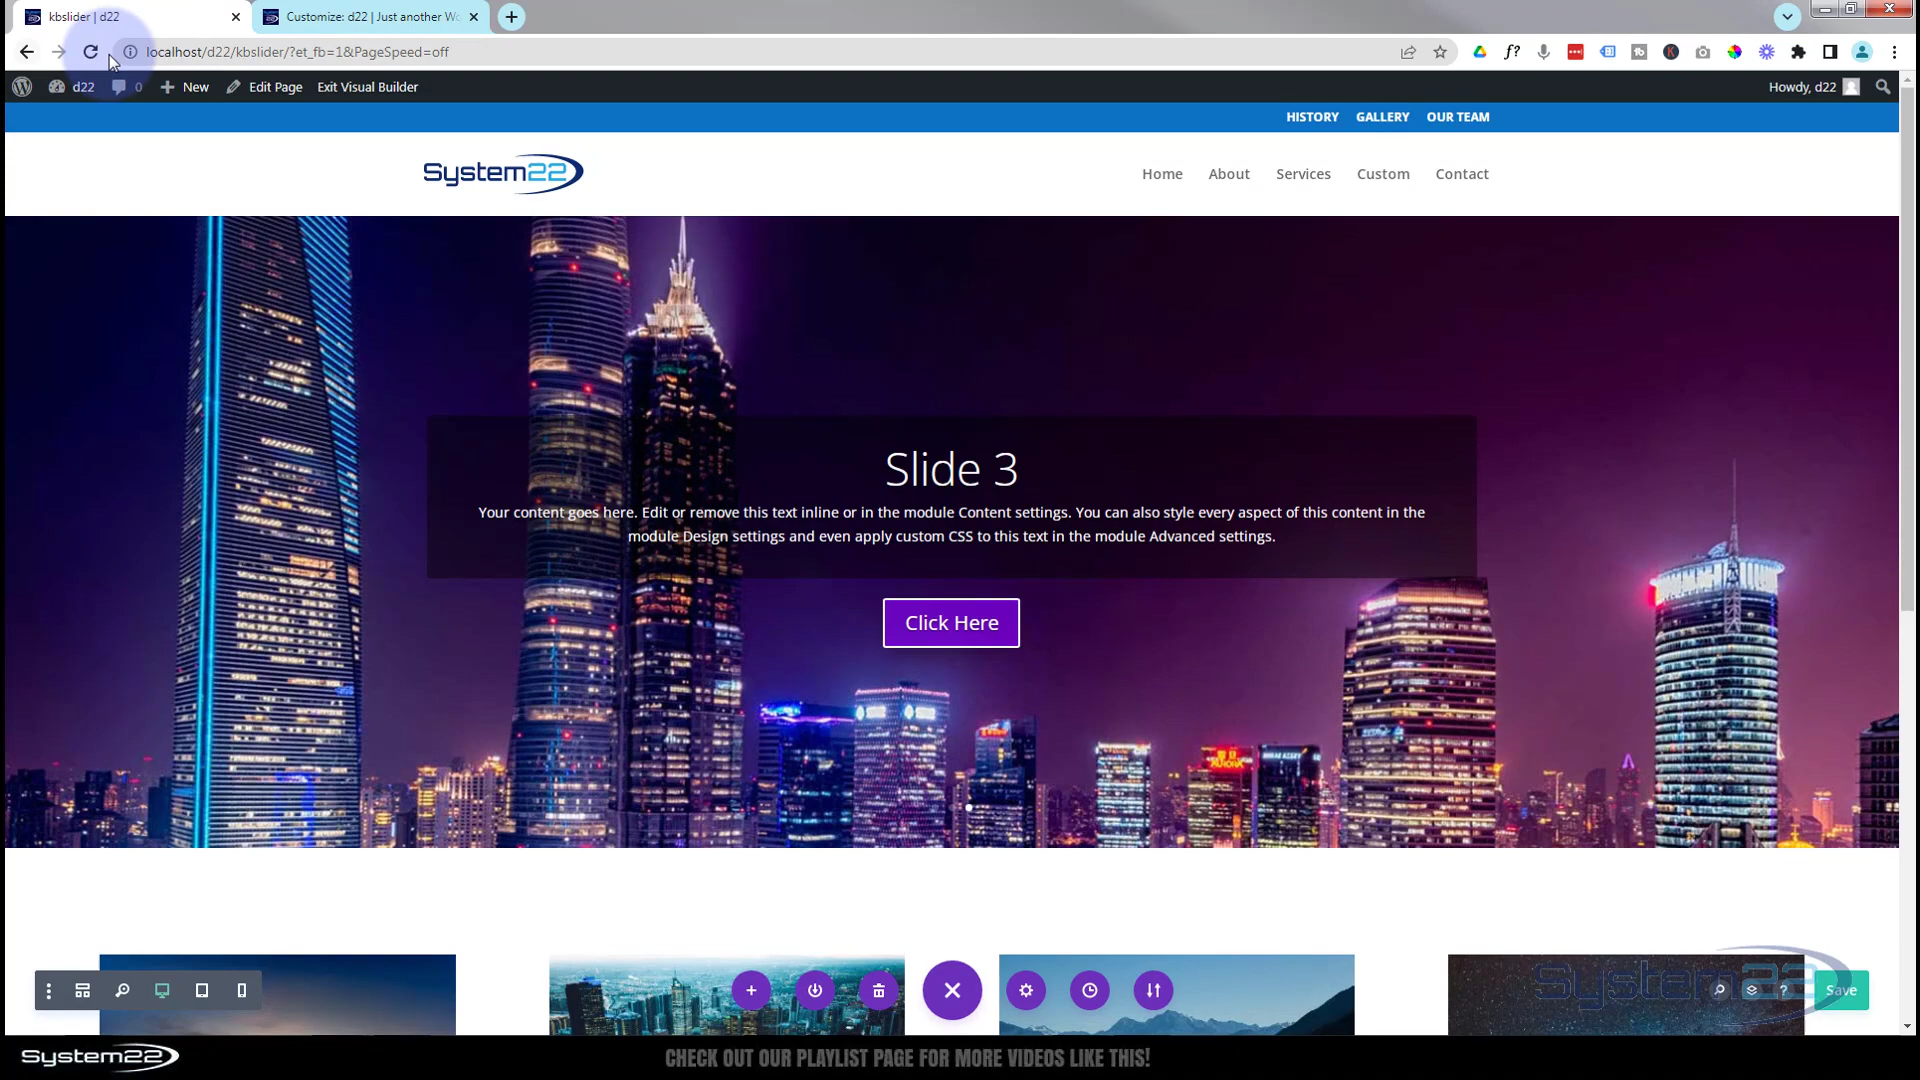 kbslider | d22
Customize: d22 | Just another Wo
localhost/d22/kbslider/?et_fb=1&PageSpeed=off
d22
0
New
Edit Page
Exit Visual Builder
Howdy, d22
HISTORY
GALLERY
OUR TEAM
System22
Home
About
Services
Custom
Contact
Slide 3
Your content goes here. Edit or remove this text inline or in the module Content settings. You can also style every aspect of this content in the
module Design settings and even apply custom CSS to this text in the module Advanced settings.
Click Here
System22
Save
System22
CHECK OUT OUR PLAYLIST PAGE FOR MORE VIDEOS LIKE THIS!